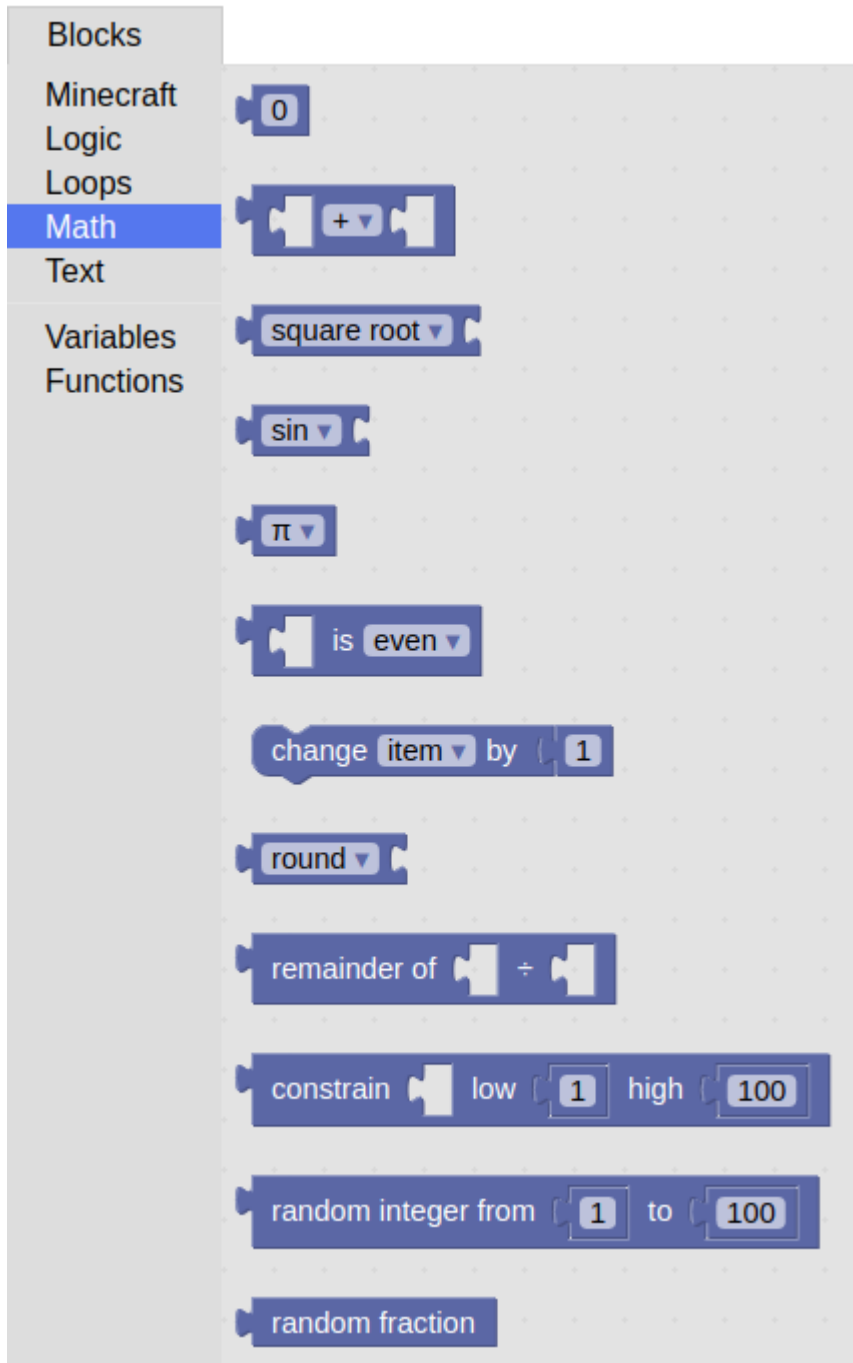 Blocks
Minecraft
Logic
Loops
Math
Text
Variables
Functions
0
+ ▾
square root ▾
sin ▾
π ▾
is even ▾
change item ▾ by 1
round ▾
remainder of ÷
constrain low 1 high 100
random integer from 1 to 100
random fraction